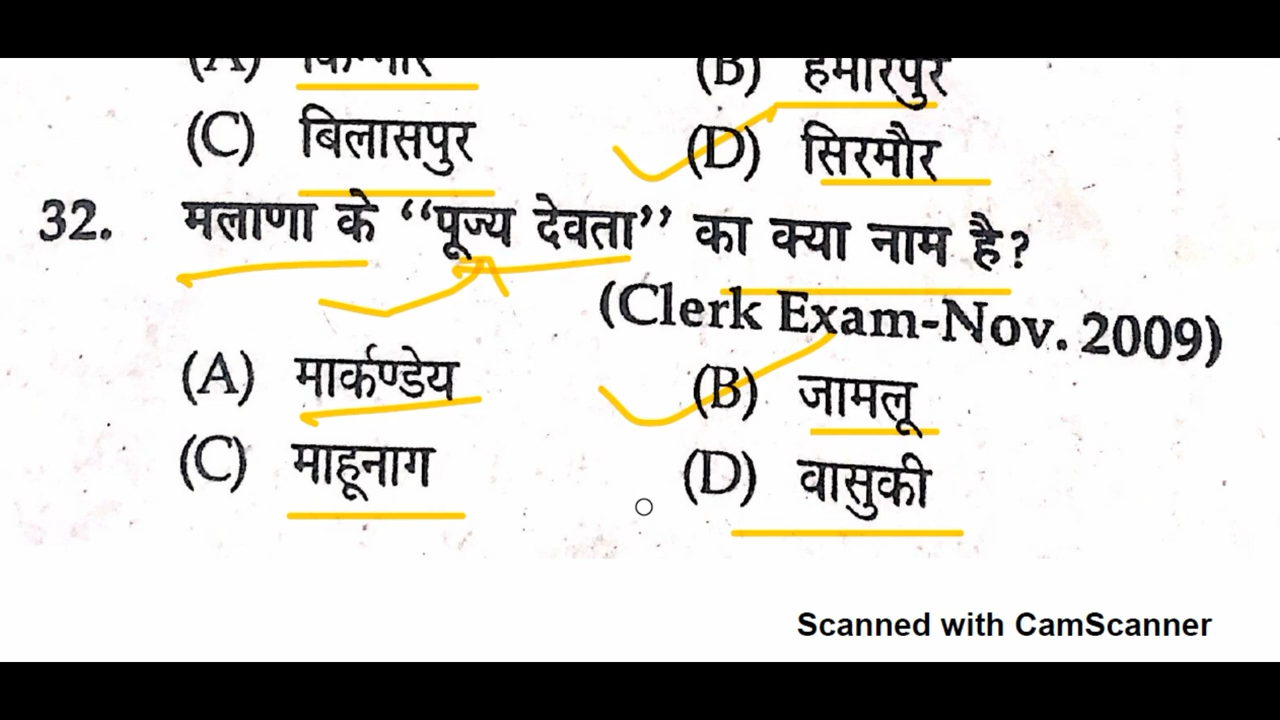 (A) किन्नौर (B) हमीरपुर
(C) बिलासपुर (D) सिरमौर
32. मलाणा के “पूज्य देवता” का क्या नाम है?
(Clerk Exam-Nov. 2009)
(A) मार्कण्डेय (B) जामलू
(C) माहूनाग (D) वासुकी
Scanned with CamScanner